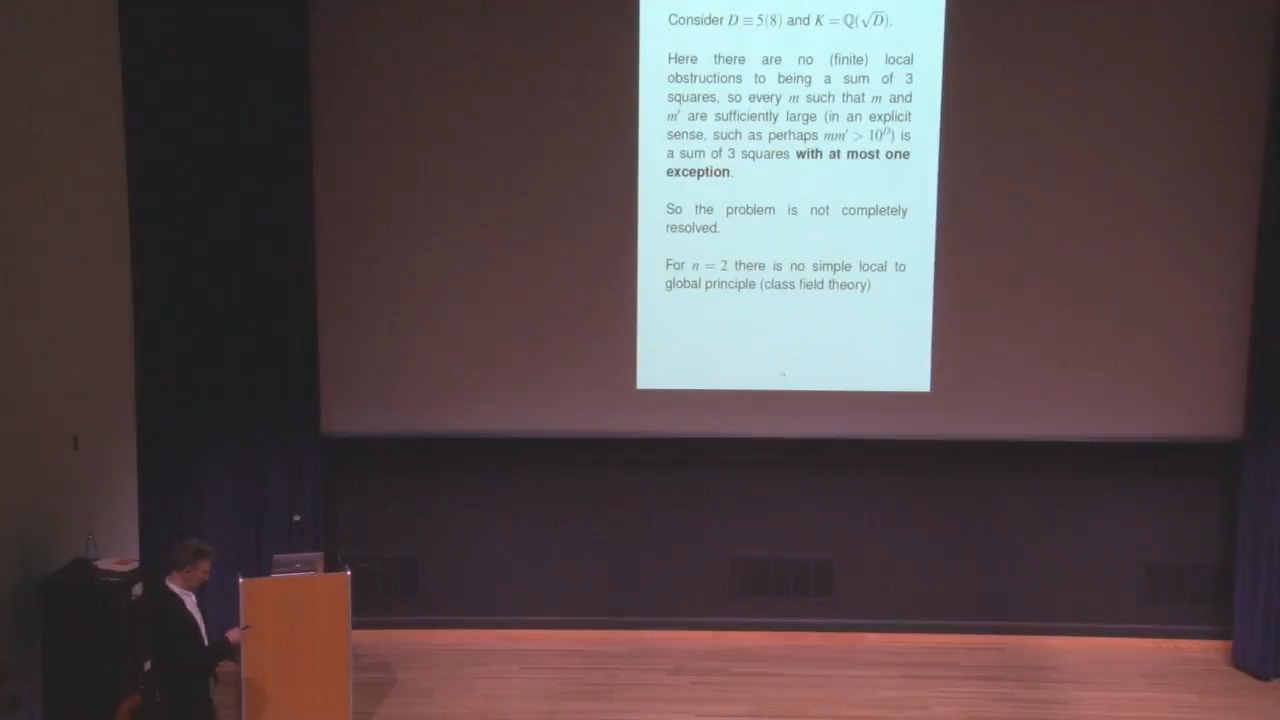 Consider D ≡ 5(8) and K = ℚ(√D).
Here there are no (finite) local
obstructions to being a sum of 3
squares, so every m such that m and
m′ are sufficiently large (in an explicit
sense, such as perhaps mm′ > 10ᴰ) is
a sum of 3 squares with at most one
exception.
So the problem is not completely
resolved.
For n = 2 there is no simple local to
global principle (class field theory)